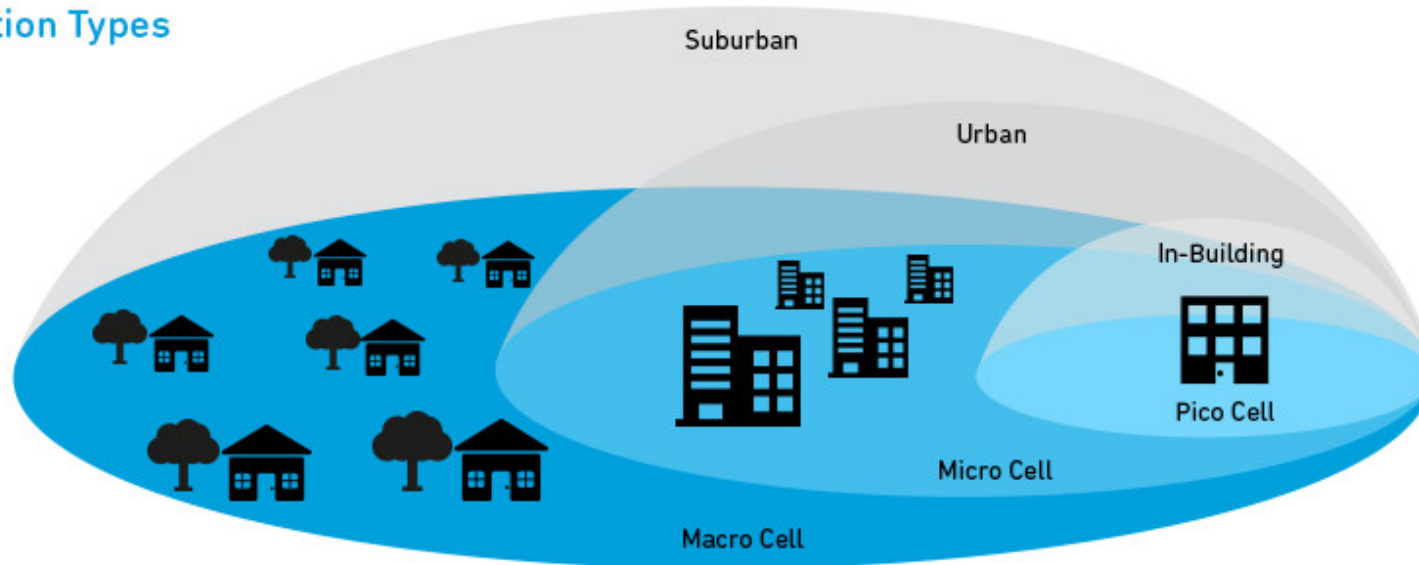 tion Types
Suburban
Urban
In-Building
Pico Cell
Micro Cell
Macro Cell